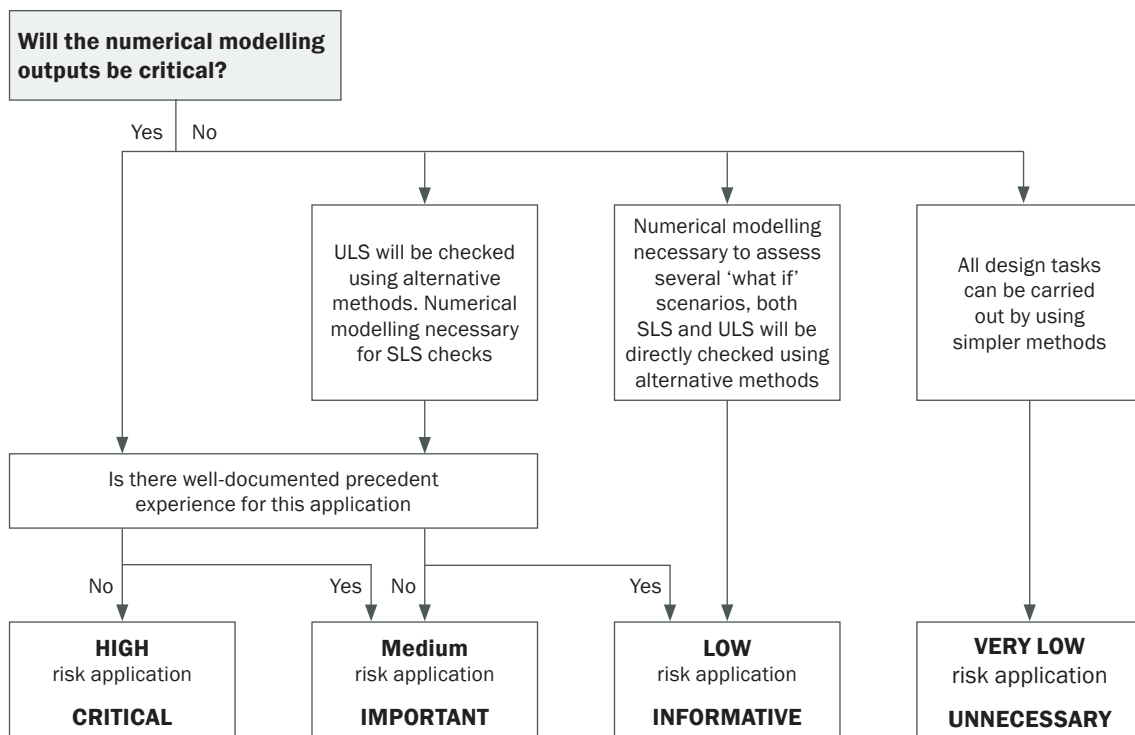 Will the numerical modelling
outputs be critical?
Yes
No
ULS will be checked
using alternative
methods. Numerical
modelling necessary
for SLS checks
Numerical modelling
necessary to assess
several ‘what if’
scenarios, both
SLS and ULS will be
directly checked using
alternative methods
All design tasks
can be carried
out by using
simpler methods
Is there well-documented precedent
experience for this application
No
Yes
No
Yes
HIGH
risk application
CRITICAL
Medium
risk application
IMPORTANT
LOW
risk application
INFORMATIVE
VERY LOW
risk application
UNNECESSARY